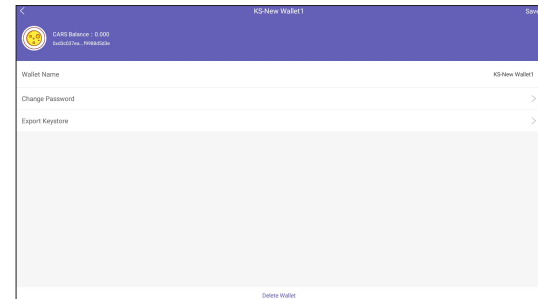 KS-New Wallet1
Save
CARS Balance : 0.000
Wallet Name
KS-New Wallet1
Change Password
Export Keystore
Delete Wallet